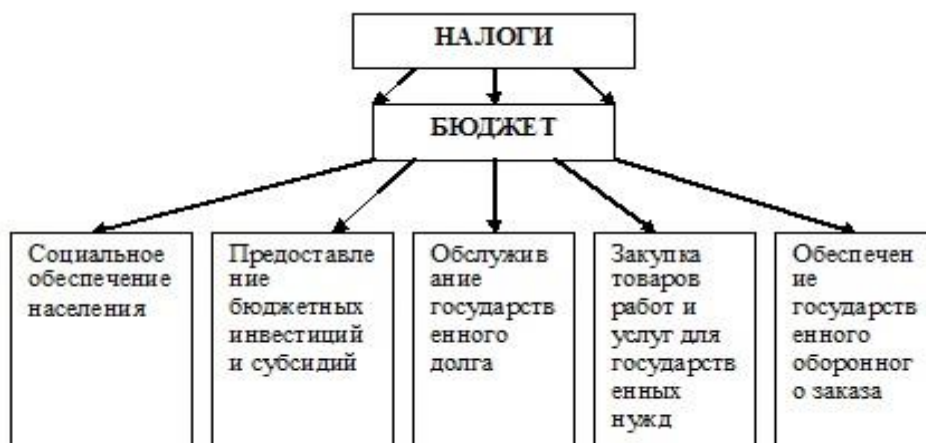 НАЛОГИ
БЮДЖЕТ
Социальное
обеспечение
населения
Предоставле
ние
бюджетных
инвестиций
и субсидий
Обслужив
ание
государств
енного
долга
Закупка
товаров
работ и
услуг для
государств
енных
нужд
Обеспечен
ие
государств
енного
оборонног
о заказа